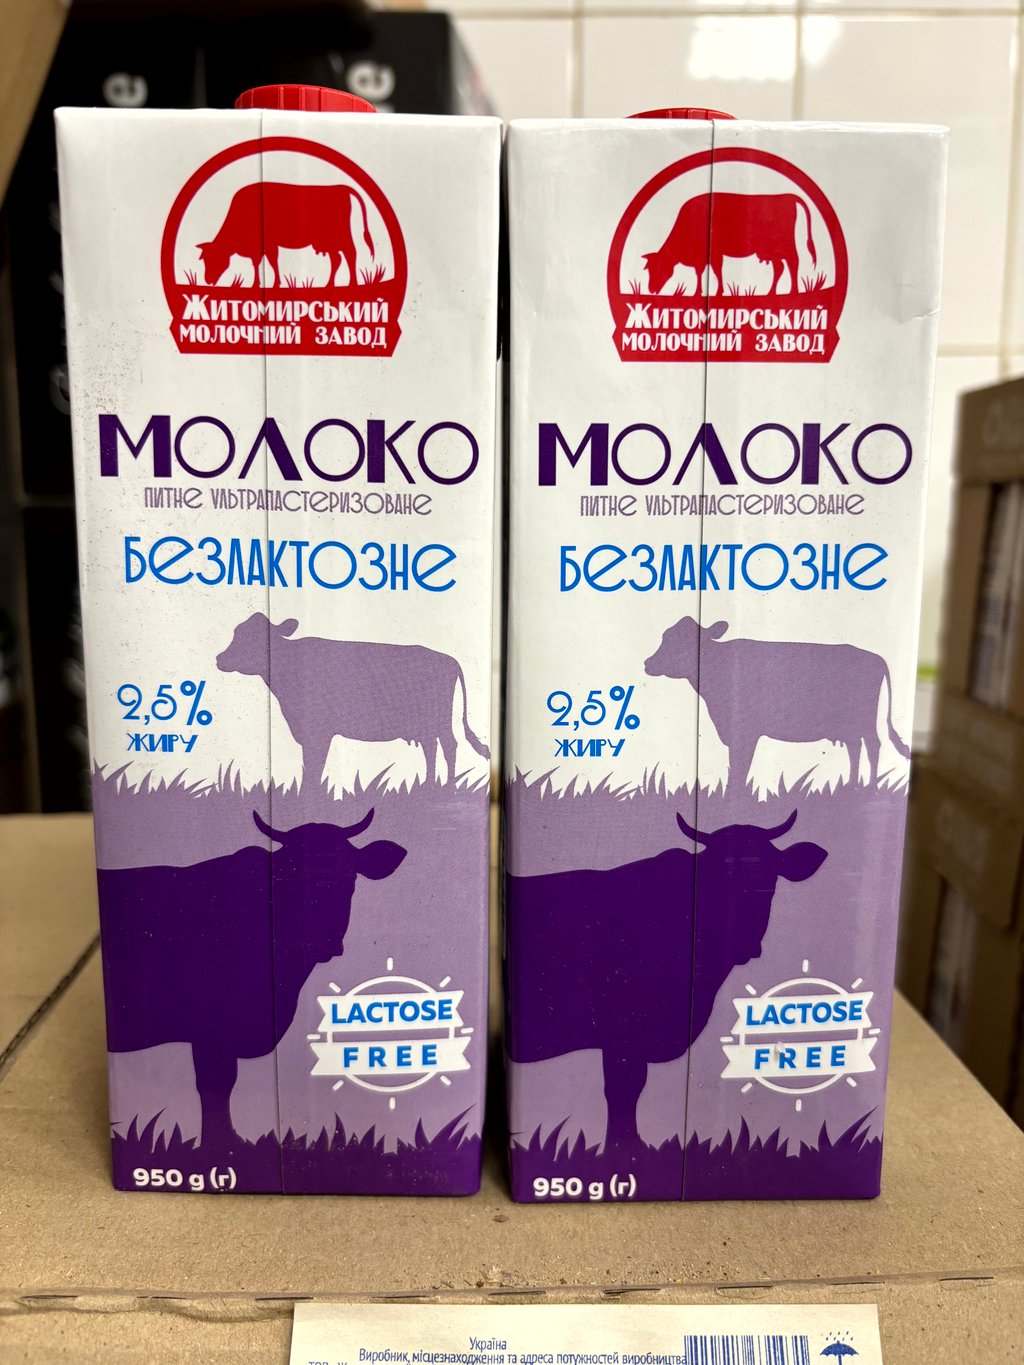 Житомирський
молочний завод
Молоко
питне ультрапастеризоване
безлактозне
2,5%
жиру
LACTOSE
FREE
950 g (г)
Житомирський
молочний завод
Молоко
питне ультрапастеризоване
безлактозне
2,5%
жиру
LACTOSE
FREE
950 g (г)
Україна
Виробник, місцезнаходження та адреса потужностей виробництва